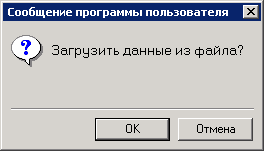 Сообщение программы пользователя
Загрузить данные из файла?
OK
Отмена